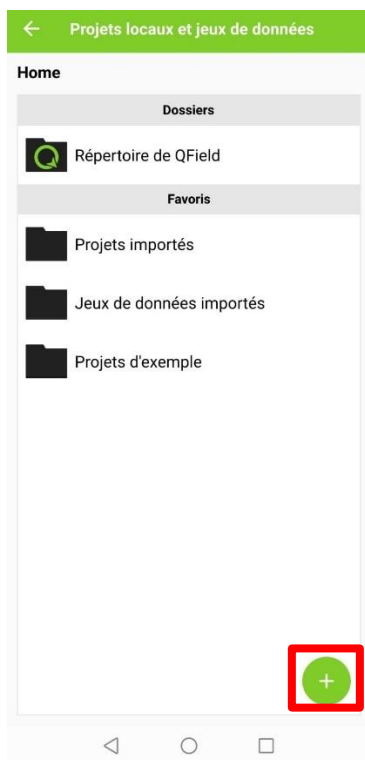 Projets locaux et jeux de données
Home
Dossiers
Répertoire de QField
Favoris
Projets importés
Jeux de données importés
Projets d'exemple